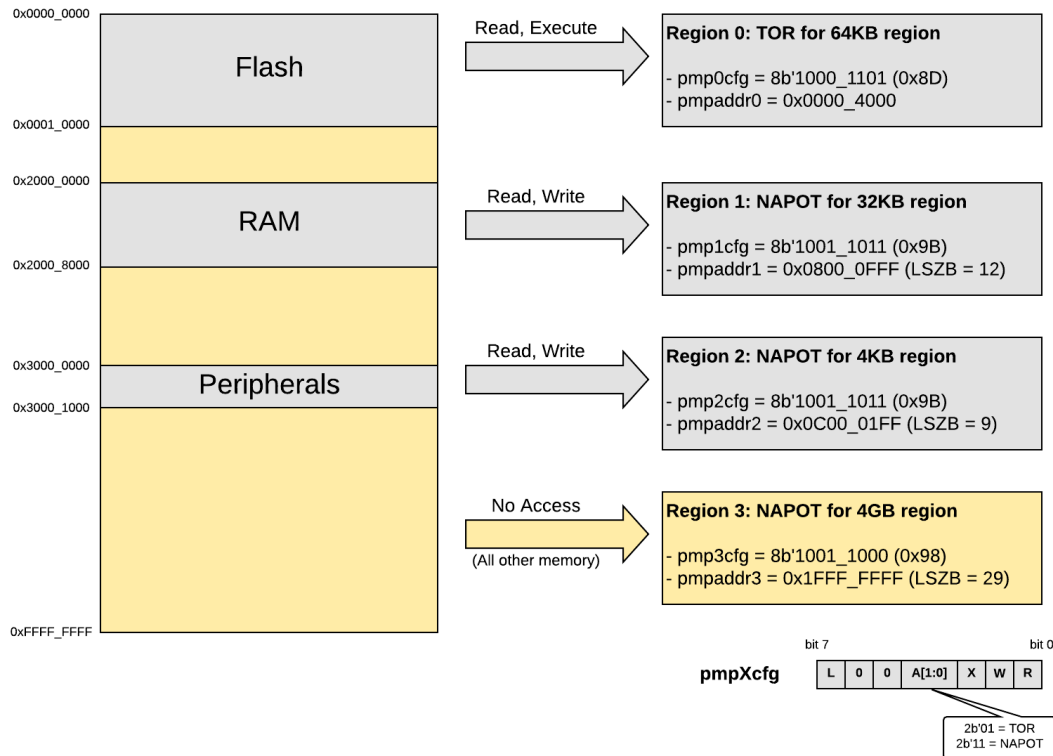 0x0000_0000
Flash
0x0001_0000
0x2000_0000
RAM
0x2000_8000
0x3000_0000
Peripherals
0x3000_1000
0xFFFF_FFFF
Read, Execute
Region 0: TOR for 64KB region
- pmp0cfg = 8b'1000_1101 (0x8D)
- pmpaddr0 = 0x0000_4000
Read, Write
Region 1: NAPOT for 32KB region
- pmp1cfg = 8b'1001_1011 (0x9B)
- pmpaddr1 = 0x0800_0FFF (LSZB = 12)
Read, Write
Region 2: NAPOT for 4KB region
- pmp2cfg = 8b'1001_1011 (0x9B)
- pmpaddr2 = 0x0C00_01FF (LSZB = 9)
No Access
(All other memory)
Region 3: NAPOT for 4GB region
- pmp3cfg = 8b'1001_1000 (0x98)
- pmpaddr3 = 0x1FFF_FFFF (LSZB = 29)
bit 7 bit 0
pmpXcfg L 0 0 A[1:0] X W R
2b'01 = TOR
2b'11 = NAPOT